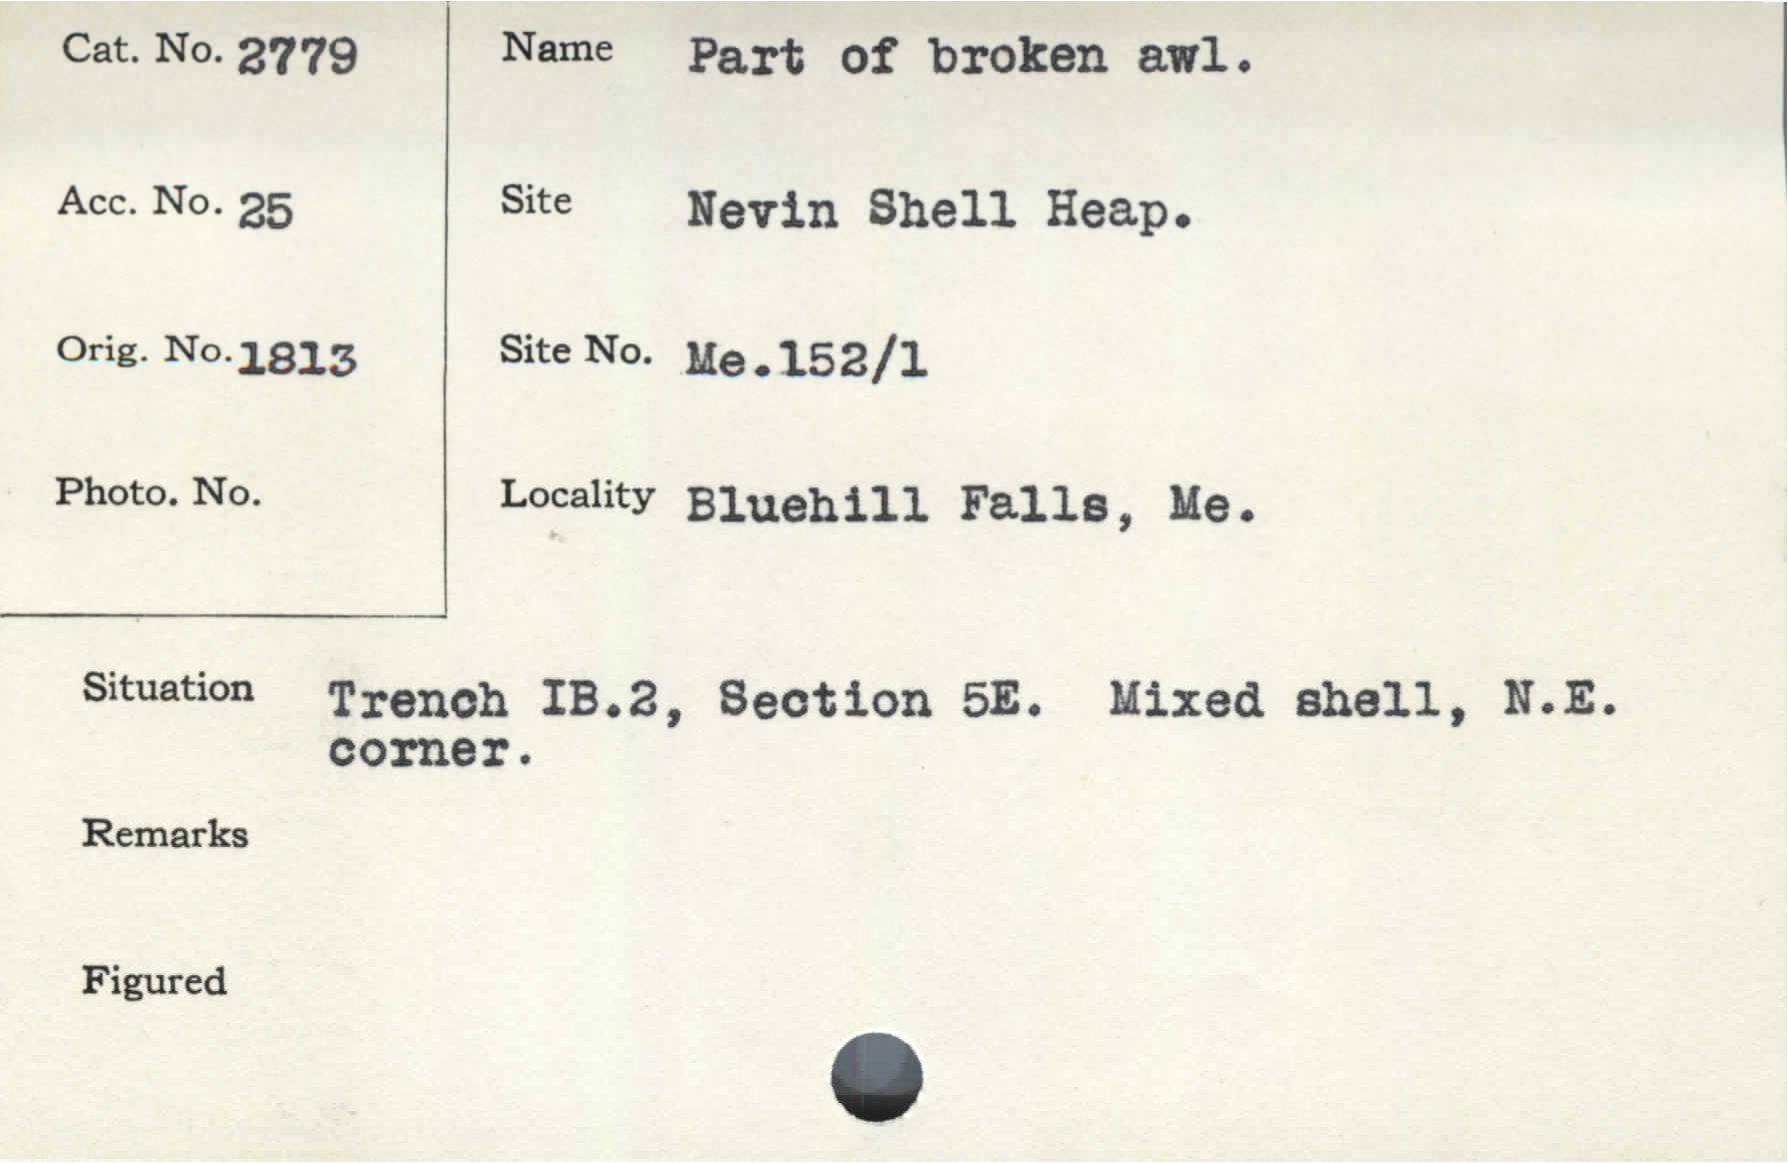 Cat. No. 2779
Name Part of broken awl.
Acc. No. 25
Site Nevin Shell Heap.
Orig. No. 1813
Site No. Me.152/1
Photo. No.
Locality Bluehill Falls, Me.
Situation Trench IB.2, Section 5E. Mixed shell, N.E.
corner.
Remarks
Figured